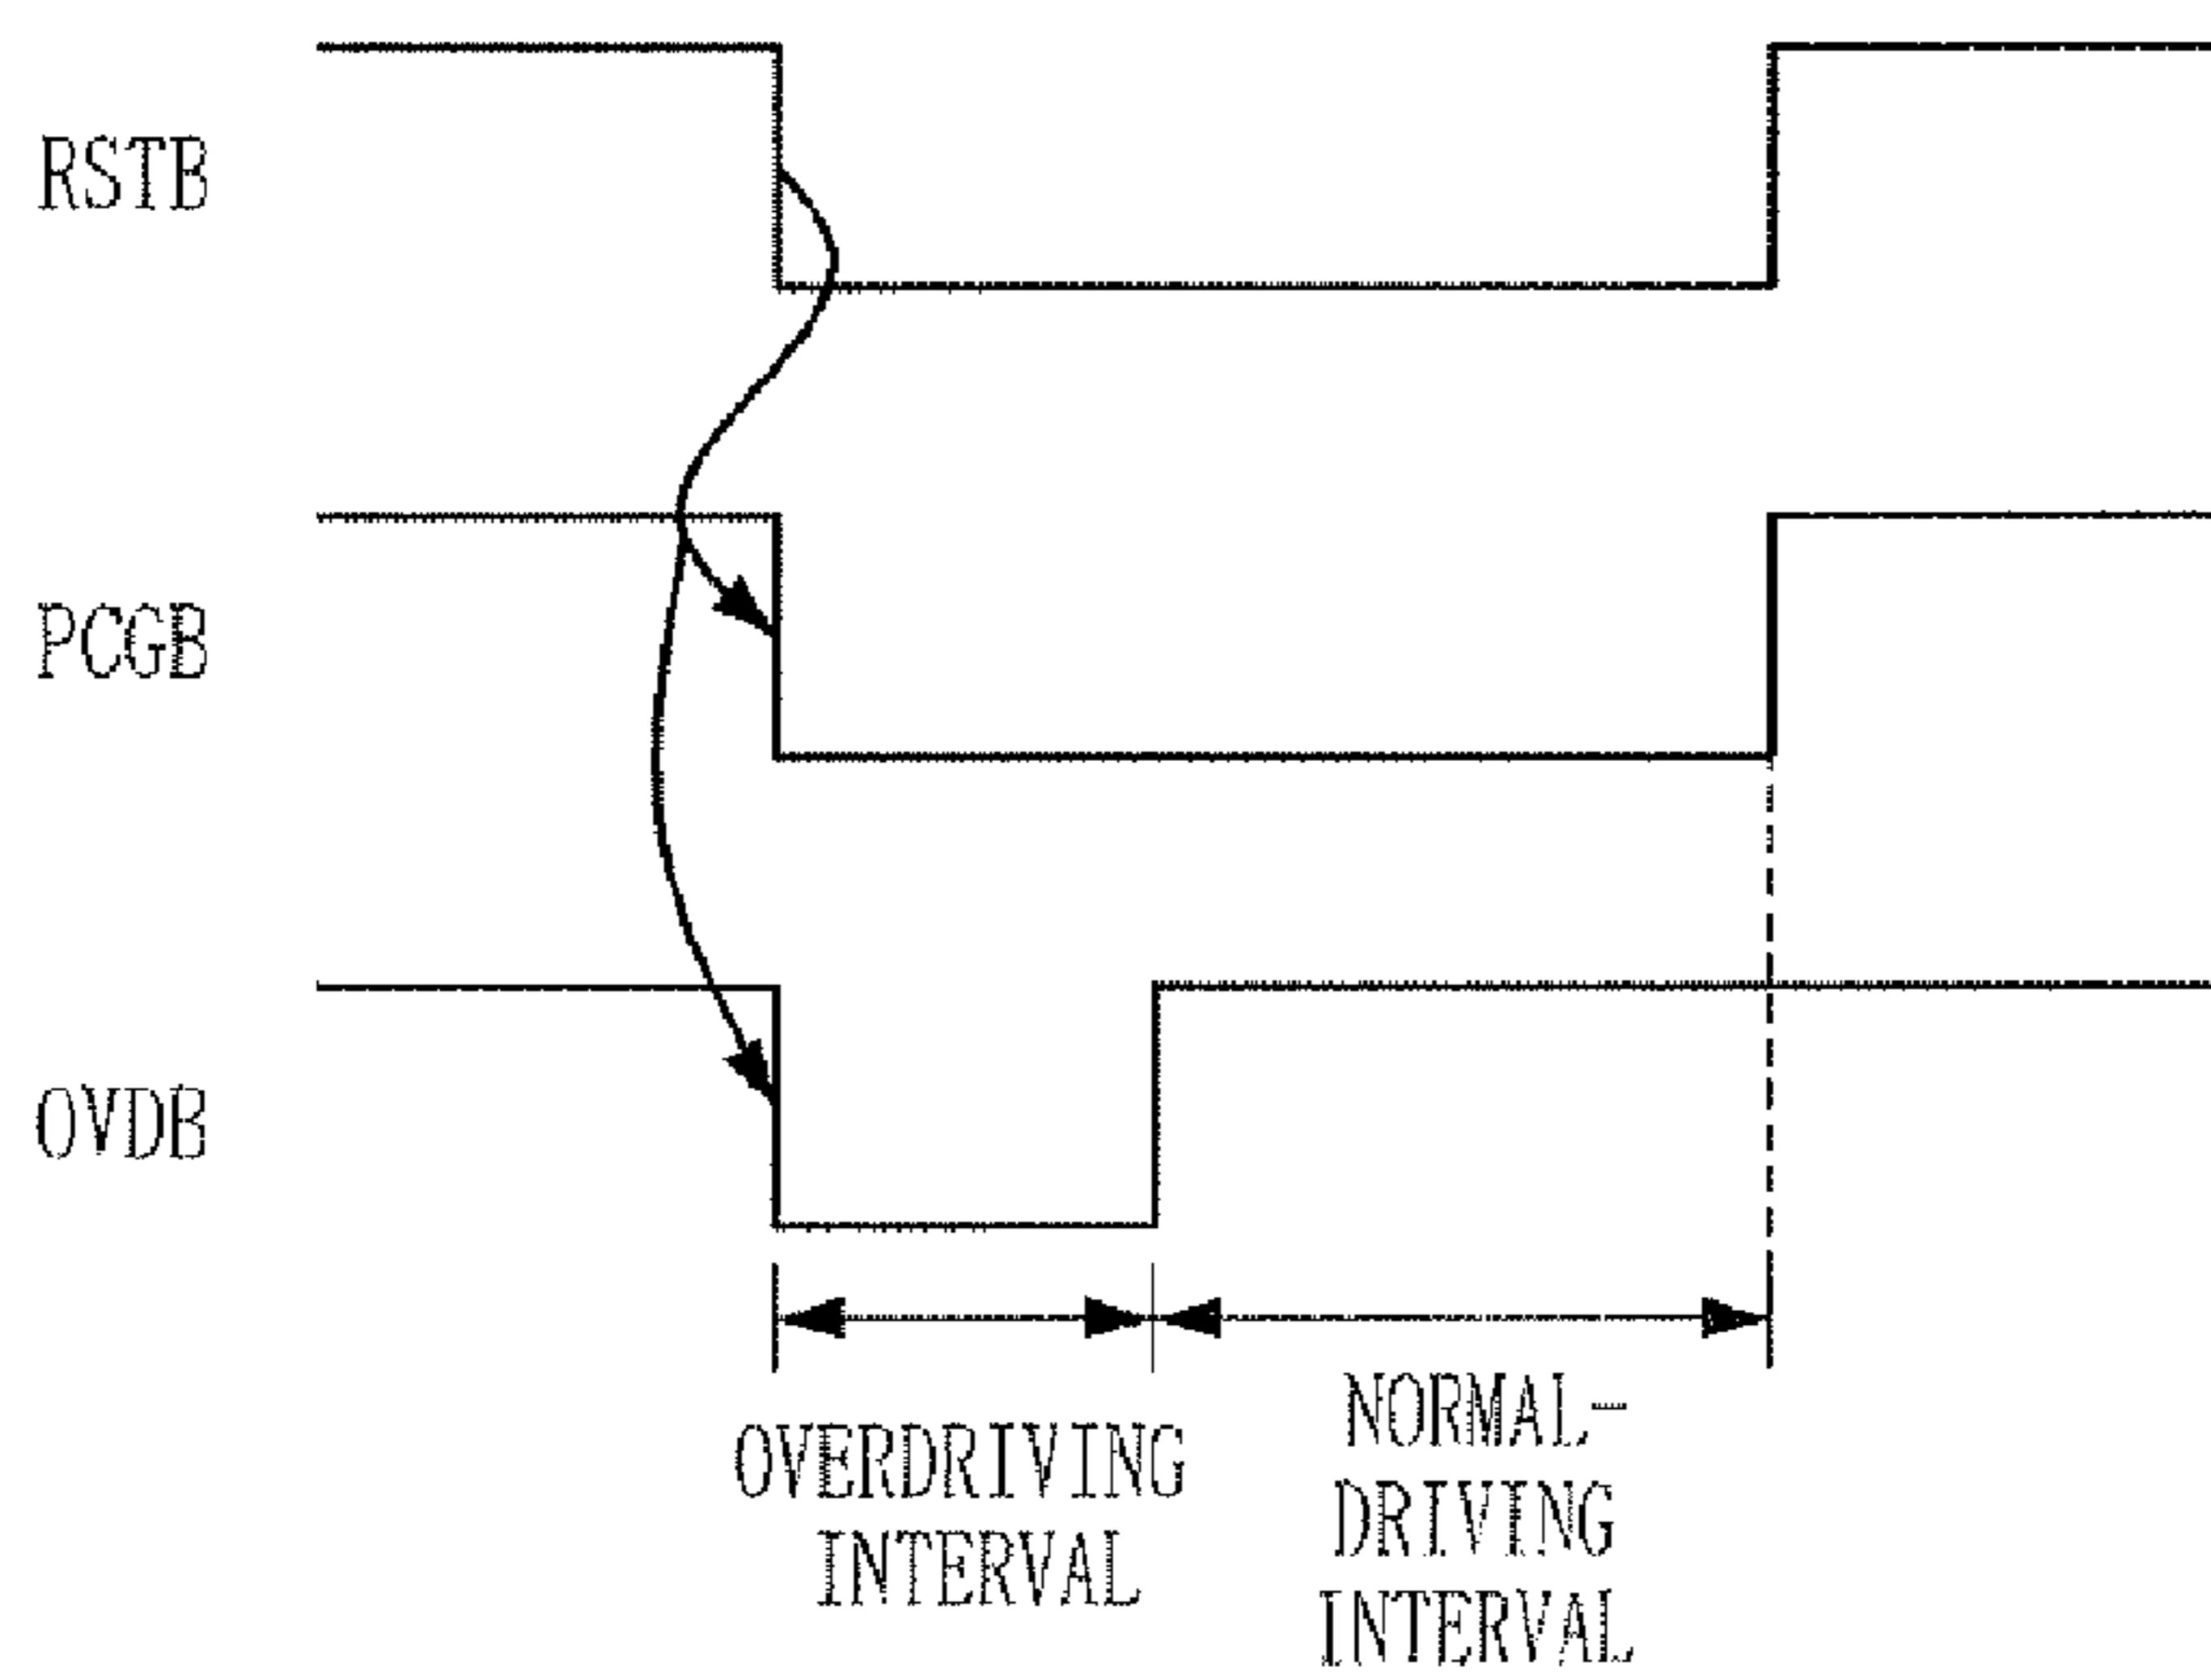 RSTB
PCGB
OVDB
OVERDRIVING
INTERVAL
NORMAL-
DRIVING
INTERVAL